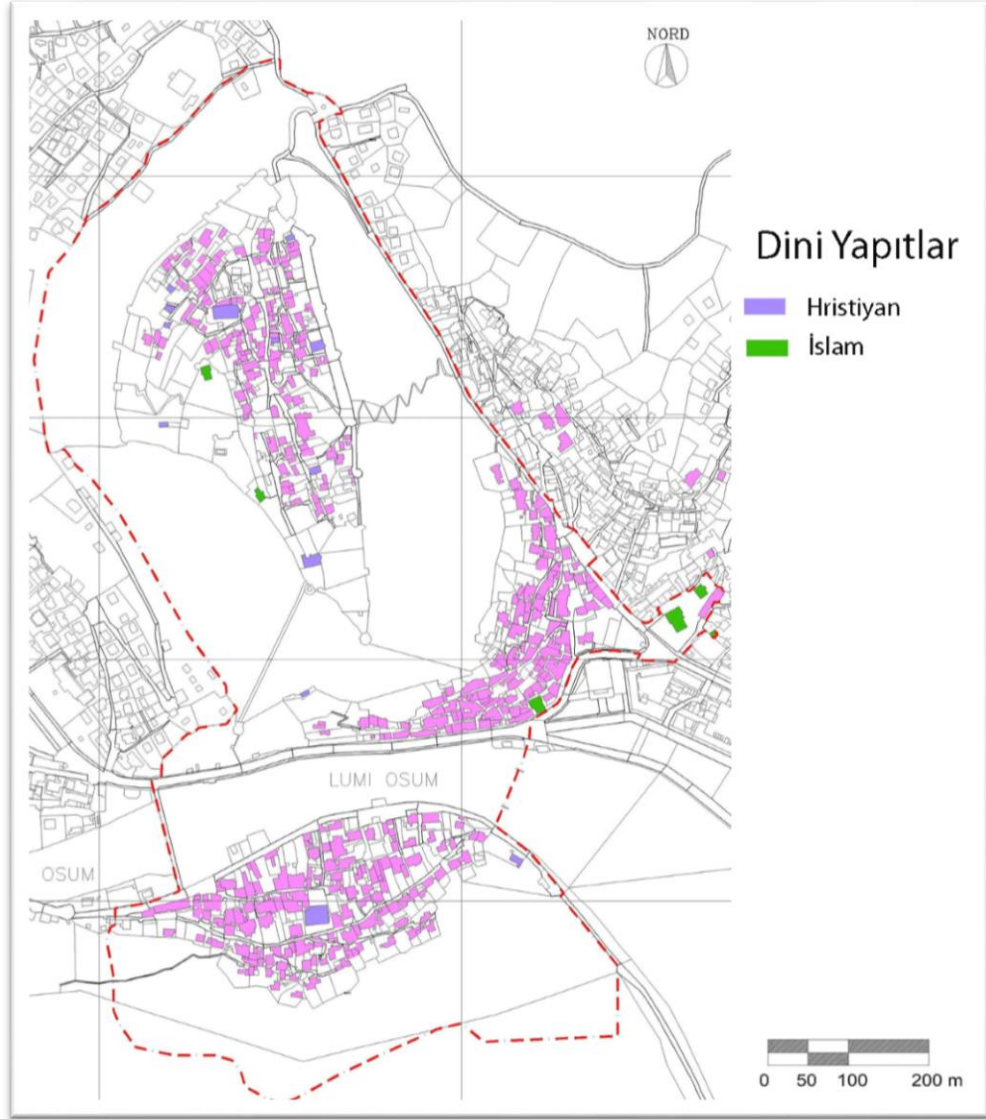 NORD
Dini Yapıtlar
Hristiyan
İslam
LUMI OSUM
OSUM
0 50 100 200 m